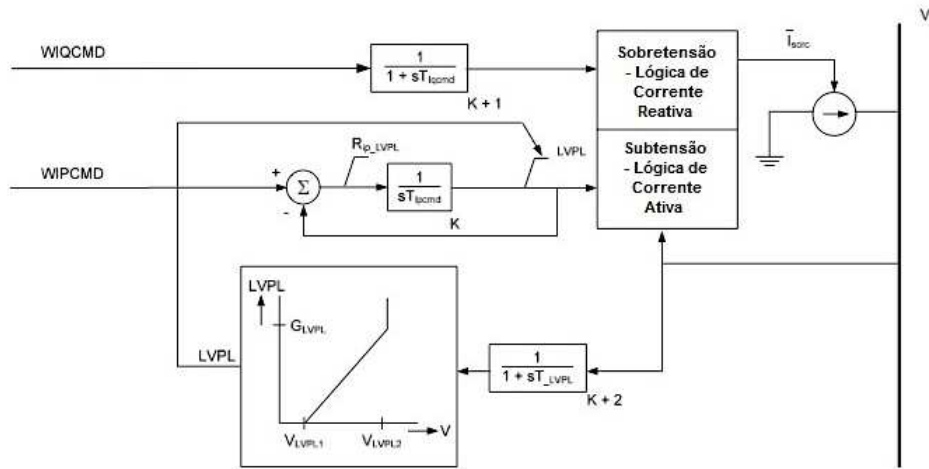 V
WIQCMD
1
1 + sT_Iqcmd
K + 1
Sobretensão
- Lógica de
Corrente
Reativa
I_sorc
R_ip_LVPL
LVPL
WIPCMD
+
Σ
-
1
sT_Ipcmd
K
Subtensão
- Lógica de
Corrente
Ativa
LVPL
G_LVPL
LVPL
V_LVPL1
V_LVPL2
V
1
1 + sT_LVPL
K + 2